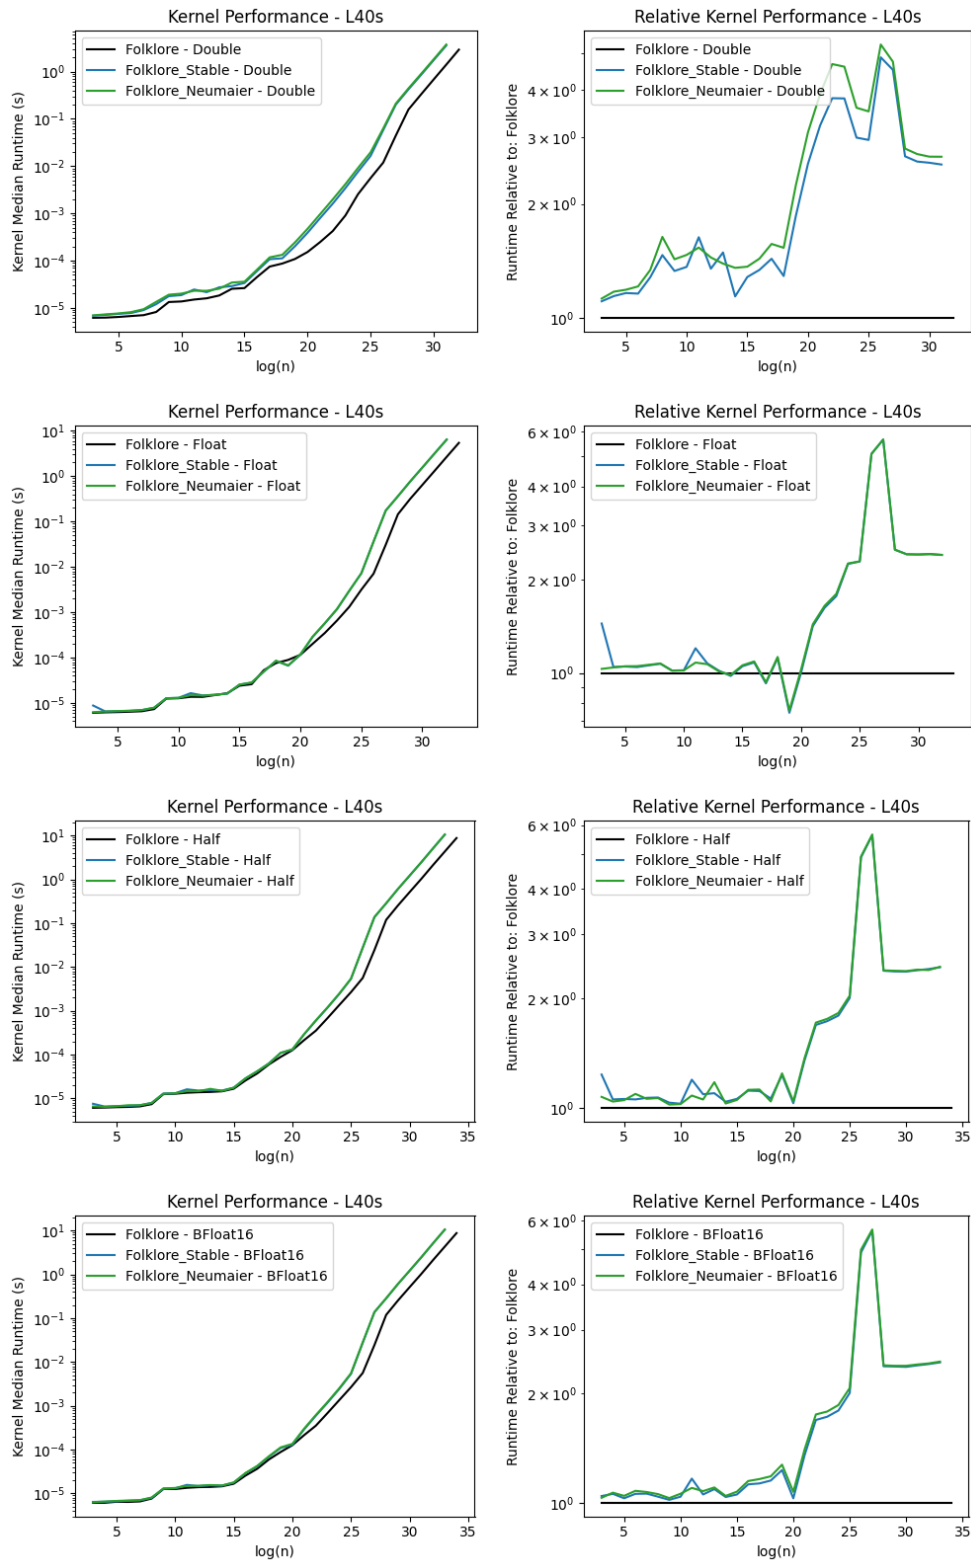 Kernel Performance - L40s
Kernel Median Runtime (s)
10⁰
10⁻¹
10⁻²
10⁻³
10⁻⁴
10⁻⁵
Folklore - Double
Folklore_Stable - Double
Folklore_Neumaier - Double
5 10 15 20 25 30
log(n)
Relative Kernel Performance - L40s
Runtime Relative to: Folklore
4 × 10⁰
3 × 10⁰
2 × 10⁰
10⁰
Folklore - Double
Folklore_Stable - Double
Folklore_Neumaier - Double
5 10 15 20 25 30
log(n)
Kernel Performance - L40s
Kernel Median Runtime (s)
10¹
10⁰
10⁻¹
10⁻²
10⁻³
10⁻⁴
10⁻⁵
Folklore - Float
Folklore_Stable - Float
Folklore_Neumaier - Float
5 10 15 20 25 30
log(n)
Relative Kernel Performance - L40s
Runtime Relative to: Folklore
6 × 10⁰
4 × 10⁰
3 × 10⁰
2 × 10⁰
10⁰
Folklore - Float
Folklore_Stable - Float
Folklore_Neumaier - Float
5 10 15 20 25 30
log(n)
Kernel Performance - L40s
Kernel Median Runtime (s)
10¹
10⁰
10⁻¹
10⁻²
10⁻³
10⁻⁴
10⁻⁵
Folklore - Half
Folklore_Stable - Half
Folklore_Neumaier - Half
5 10 15 20 25 30 35
log(n)
Relative Kernel Performance - L40s
Runtime Relative to: Folklore
6 × 10⁰
4 × 10⁰
3 × 10⁰
2 × 10⁰
10⁰
Folklore - Half
Folklore_Stable - Half
Folklore_Neumaier - Half
5 10 15 20 25 30 35
log(n)
Kernel Performance - L40s
Kernel Median Runtime (s)
10¹
10⁰
10⁻¹
10⁻²
10⁻³
10⁻⁴
10⁻⁵
Folklore - BFloat16
Folklore_Stable - BFloat16
Folklore_Neumaier - BFloat16
5 10 15 20 25 30 35
log(n)
Relative Kernel Performance - L40s
Runtime Relative to: Folklore
6 × 10⁰
4 × 10⁰
3 × 10⁰
2 × 10⁰
10⁰
Folklore - BFloat16
Folklore_Stable - BFloat16
Folklore_Neumaier - BFloat16
5 10 15 20 25 30 35
log(n)